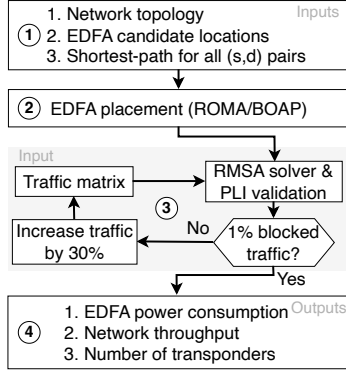 Inputs
1
1. Network topology
2. EDFA candidate locations
3. Shortest-path for all (s,d) pairs
2 EDFA placement (ROMA/BOAP)
Input
Traffic matrix
RMSA solver &
PLI validation
3
Increase traffic
by 30%
No
1% blocked
traffic?
Yes
Outputs
4
1. EDFA power consumption
2. Network throughput
3. Number of transponders